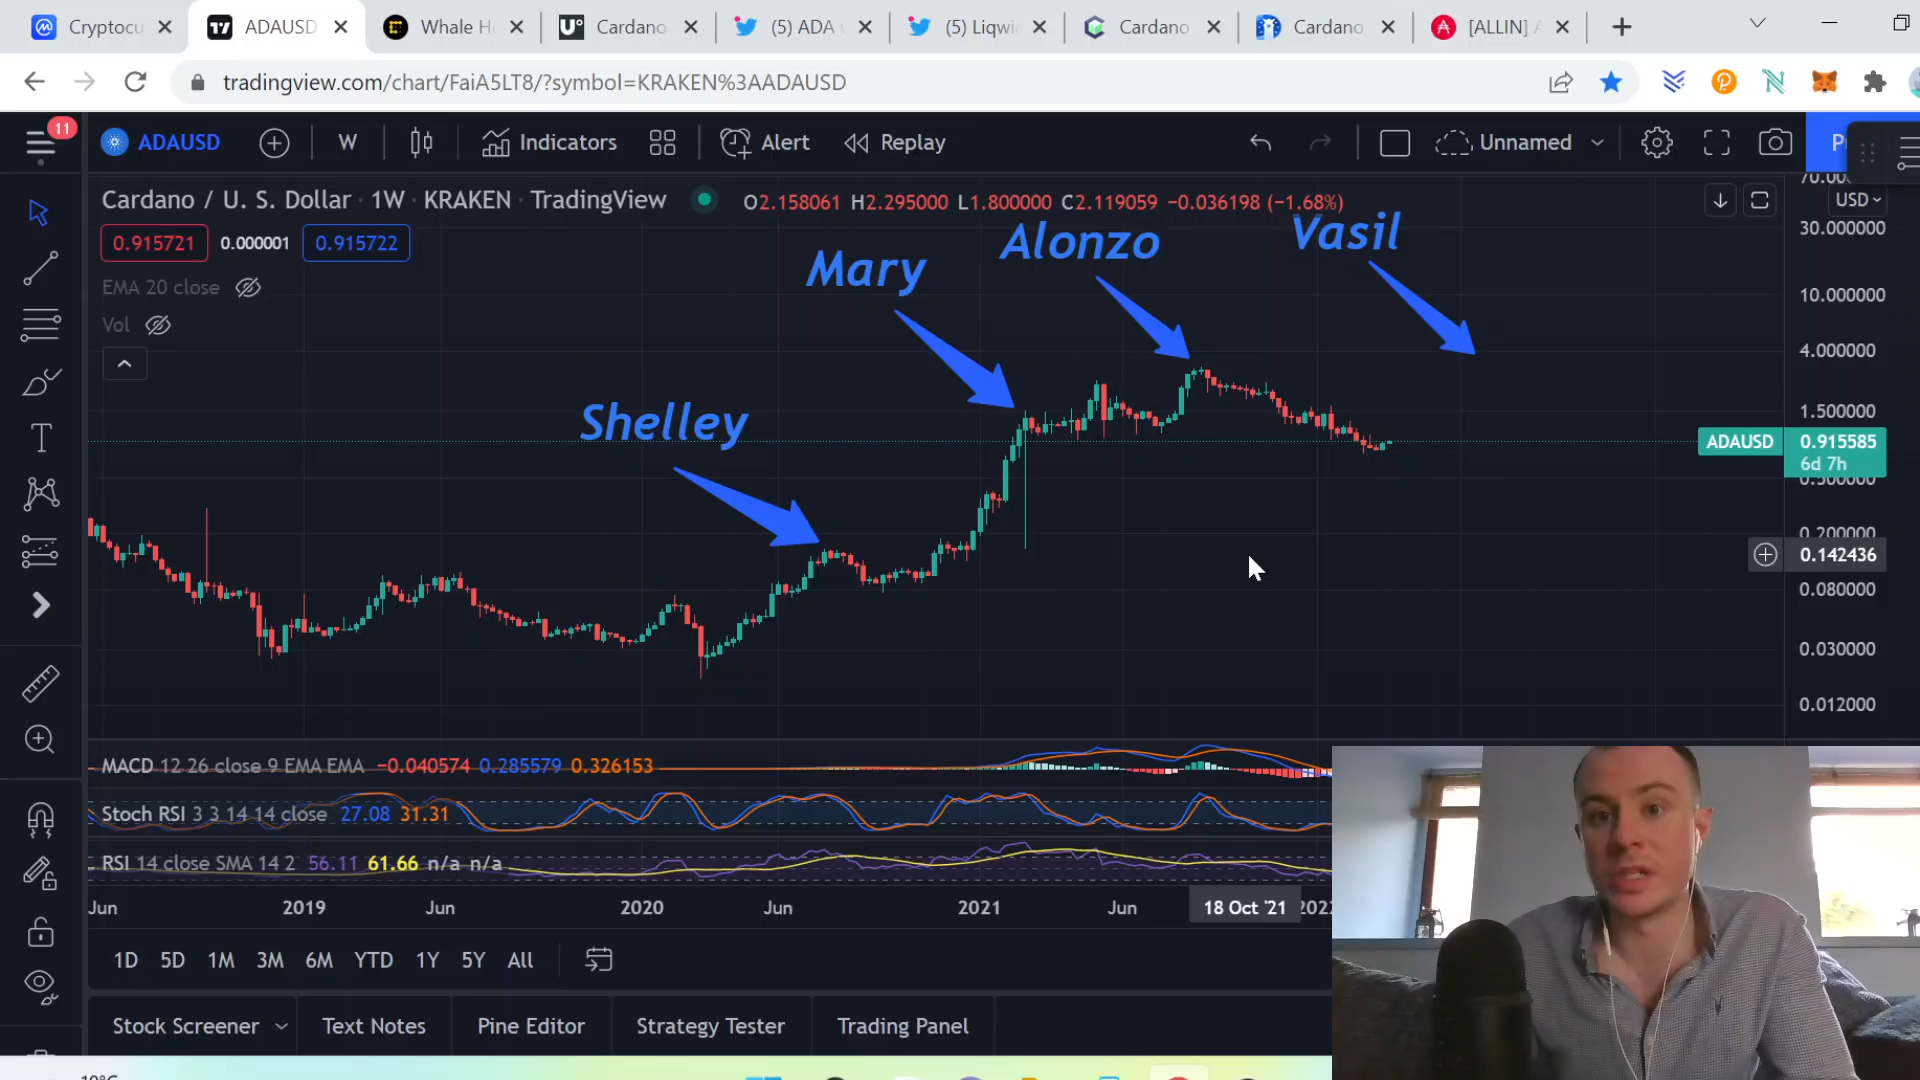 Cryptocu
ADAUSD
Whale H
Cardano
(5) ADA
(5) Liqwi
Cardano
Cardano
[ALLIN] A
tradingview.com/chart/FaiA5LT8/?symbol=KRAKEN%3AADAUSD
11
ADAUSD
W
Indicators
Alert
Replay
Unnamed
Cardano / U. S. Dollar · 1W · KRAKEN · TradingView
O2.158061 H2.295000 L1.800000 C2.119059 −0.036198 (−1.68%)
USD
0.915721
0.000001
0.915722
EMA 20 close
Vol
Shelley
Mary
Alonzo
Vasil
30.000000
10.000000
4.000000
1.500000
ADAUSD
0.915585
6d 7h
0.500000
0.200000
0.142436
0.080000
0.030000
0.012000
MACD 12 26 close 9 EMA EMA −0.040574 0.285579 0.326153
Stoch RSI 3 3 14 14 close 27.08 31.31
RSI 14 close SMA 14 2 56.11 61.66 n/a n/a
Jun 2019 Jun 2020 Jun 2021 Jun 18 Oct '21 2022
1D 5D 1M 3M 6M YTD 1Y 5Y All
Stock Screener
Text Notes
Pine Editor
Strategy Tester
Trading Panel